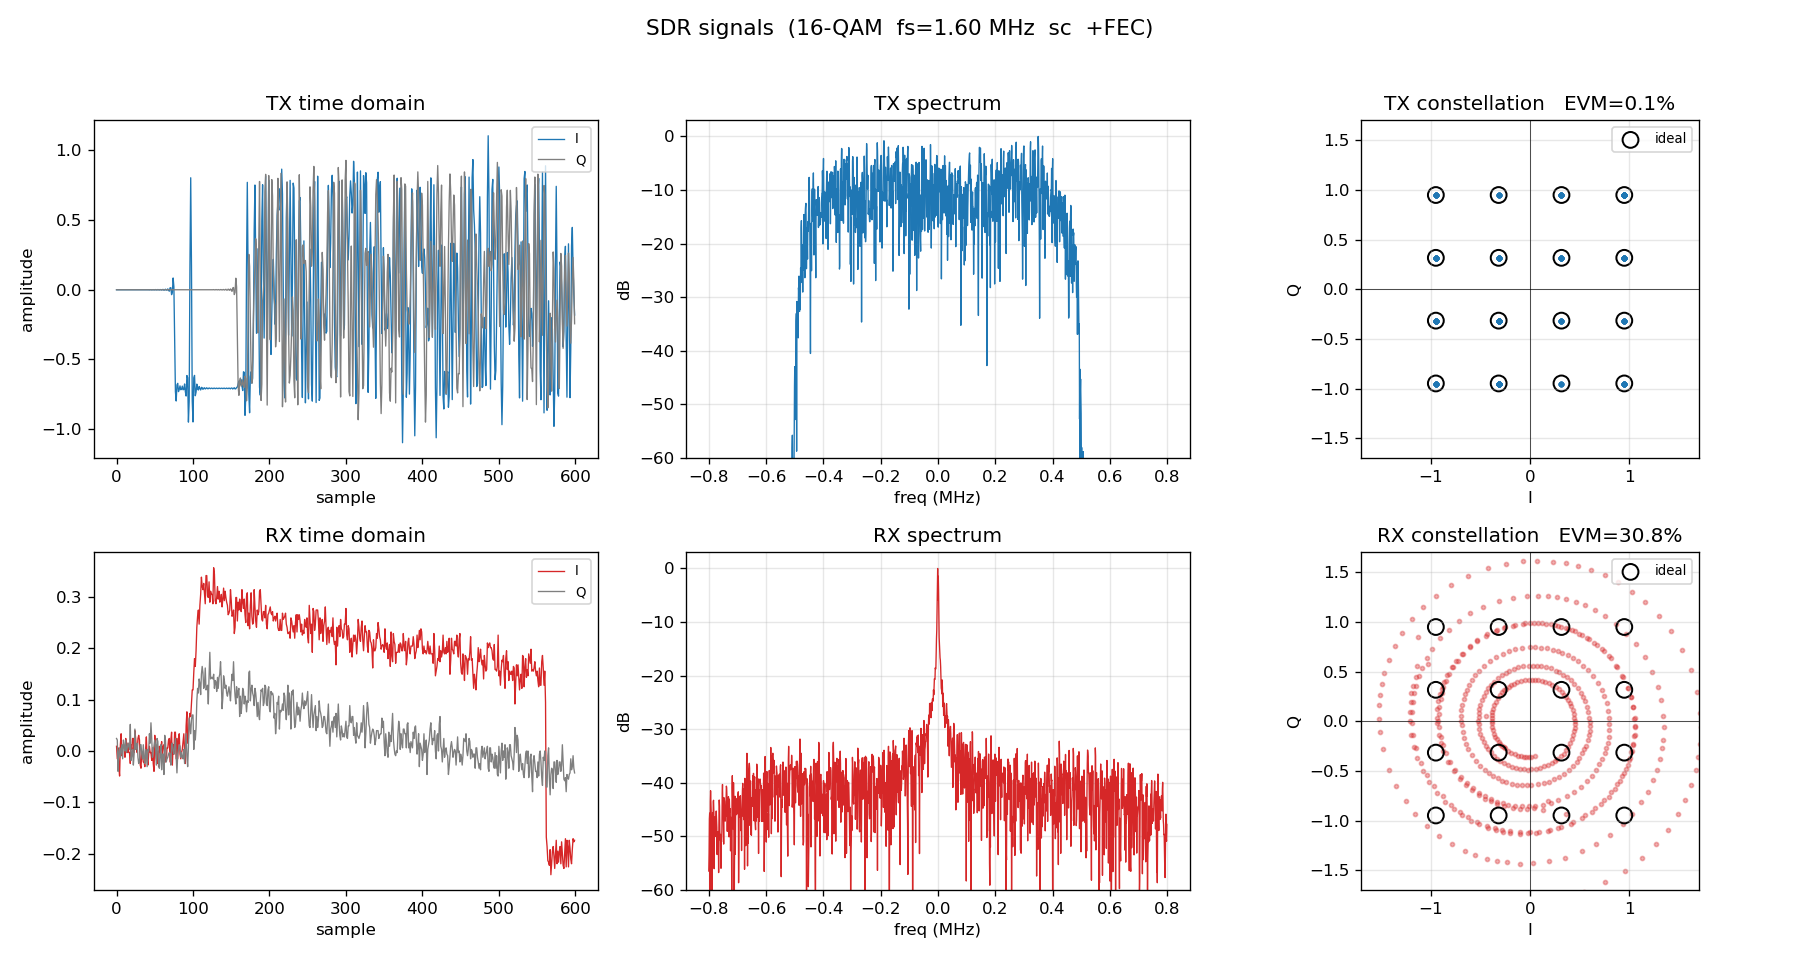 SDR signals  (16-QAM  fs=1.60 MHz  sc  +FEC)
TX time domain
I
Q
1.0
0.5
0.0
−0.5
−1.0
amplitude
0 100 200 300 400 500 600
sample
TX spectrum
0
−10
−20
−30
−40
−50
−60
dB
−0.8 −0.6 −0.4 −0.2 0.0 0.2 0.4 0.6 0.8
freq (MHz)
TX constellation   EVM=0.1%
ideal
1.5
1.0
0.5
0.0
−0.5
−1.0
−1.5
Q
−1 0 1
I
RX time domain
I
Q
0.3
0.2
0.1
0.0
−0.1
−0.2
amplitude
0 100 200 300 400 500 600
sample
RX spectrum
0
−10
−20
−30
−40
−50
−60
dB
−0.8 −0.6 −0.4 −0.2 0.0 0.2 0.4 0.6 0.8
freq (MHz)
RX constellation   EVM=30.8%
ideal
1.5
1.0
0.5
0.0
−0.5
−1.0
−1.5
Q
−1 0 1
I